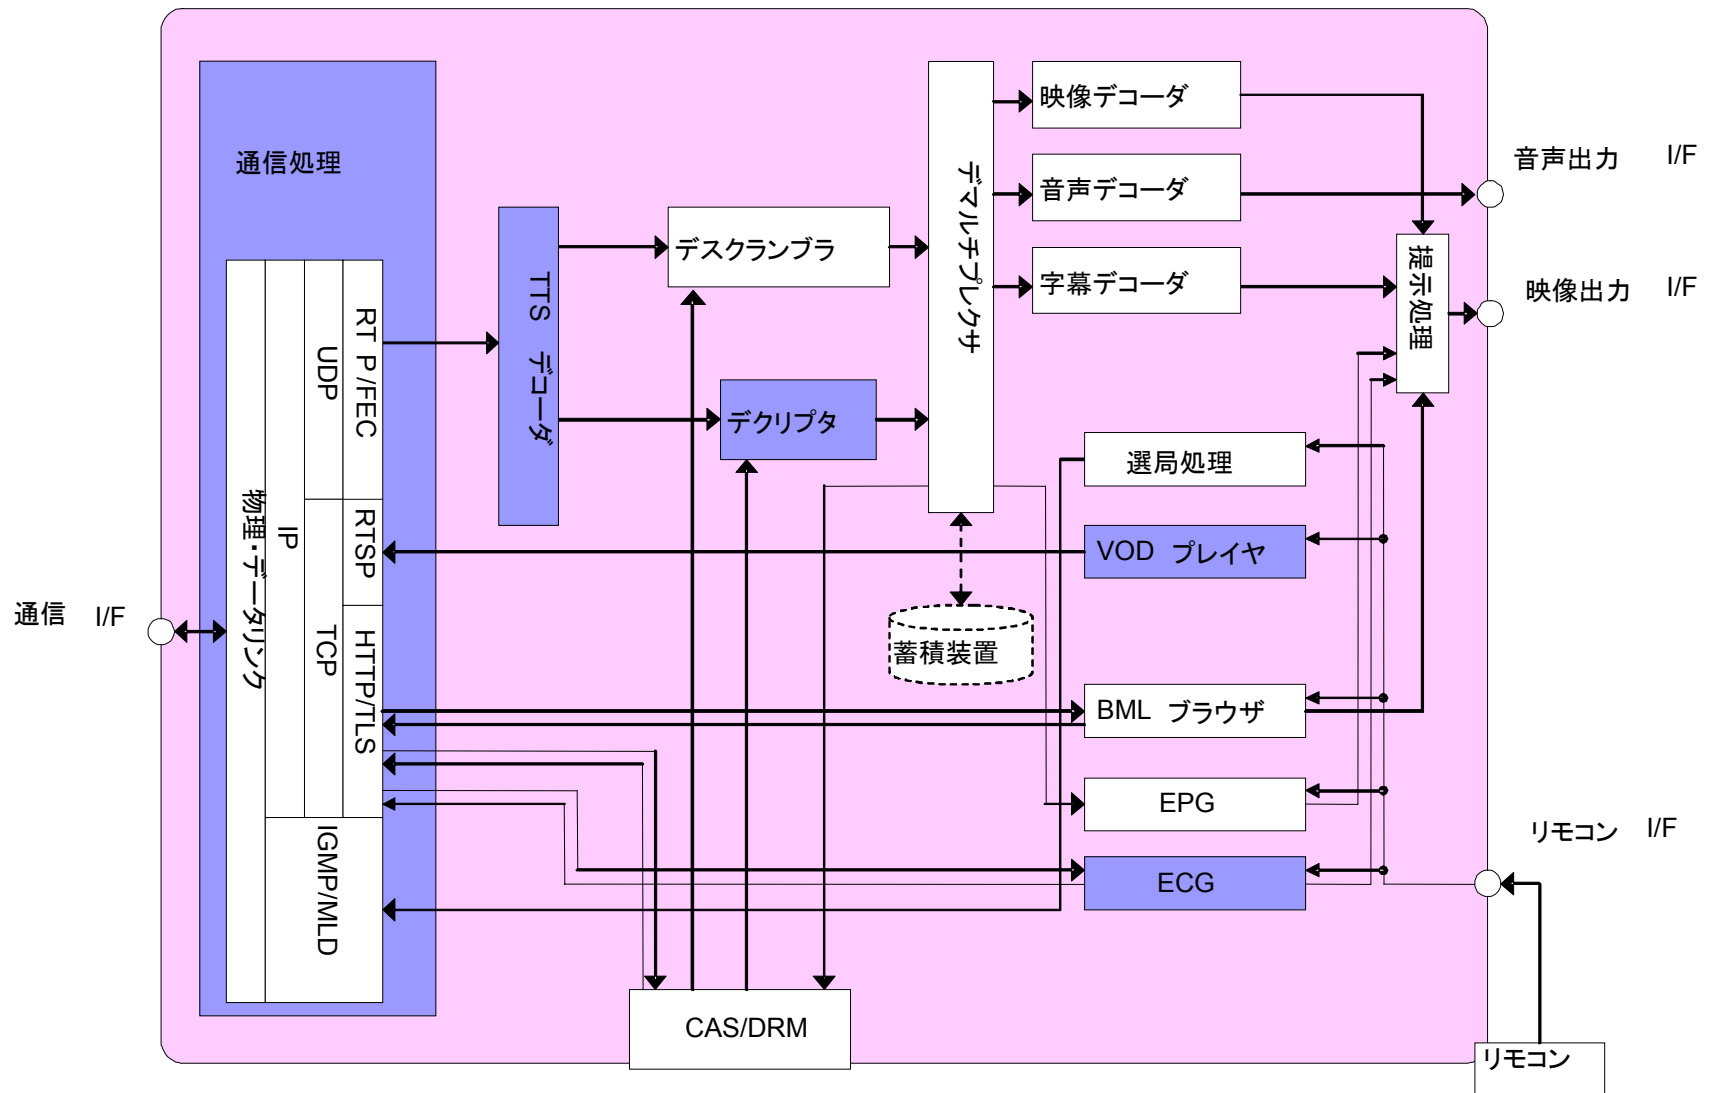 通信処理
物理・データリンク
IP
UDP
TCP
RT P/FEC
RTSP
HTTP/TLS
IGMP/MLD
通信 I/F
TTS デコーダ
デスクランブラ
デクリプタ
デマルチプレクサ
蓄積装置
映像デコーダ
音声デコーダ
字幕デコーダ
提示処理
選局処理
VOD プレイヤ
BML ブラウザ
EPG
ECG
CAS/DRM
音声出力 I/F
映像出力 I/F
リモコン I/F
リモコン